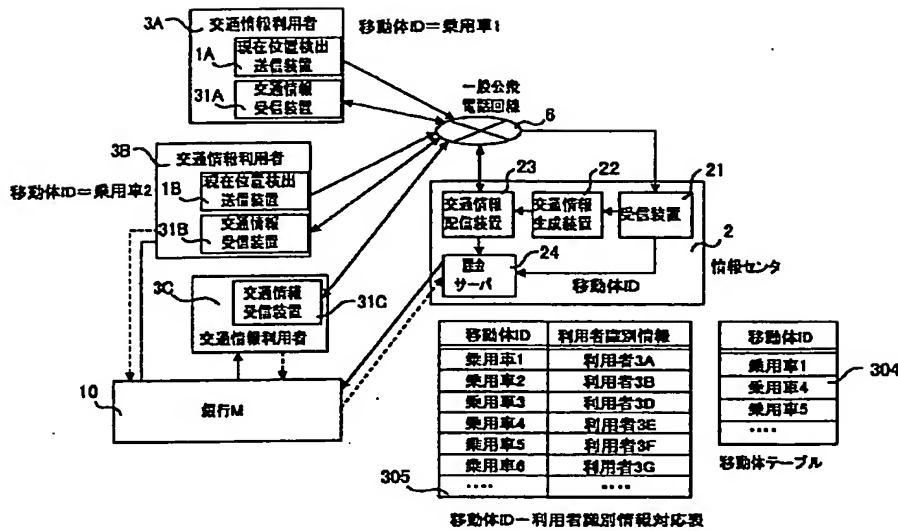 3A
交通情報利用者
移動体ID=乗用車1
1A
現在位置検出
送信装置
31A
交通情報
受信装置
一般公衆
電話回線
6
3B
交通情報利用者
移動体ID=乗用車2
1B
現在位置検出
送信装置
31B
交通情報
受信装置
23
22
21
交通情報
配信装置
交通情報
生成装置
受信装置
2
情報センタ
24
課金
サーバ
移動体ID
3C
交通情報
受信装置
31C
交通情報利用者
10
銀行M
移動体ID 利用者識別情報
乗用車1 利用者3A
乗用車2 利用者3B
乗用車3 利用者3D
乗用車4 利用者3E
乗用車5 利用者3F
乗用車6 利用者3G
‥‥ ‥‥
305
移動体ID-利用者識別情報対応表
移動体ID
乗用車1
乗用車4
乗用車5
‥‥
304
移動体テーブル